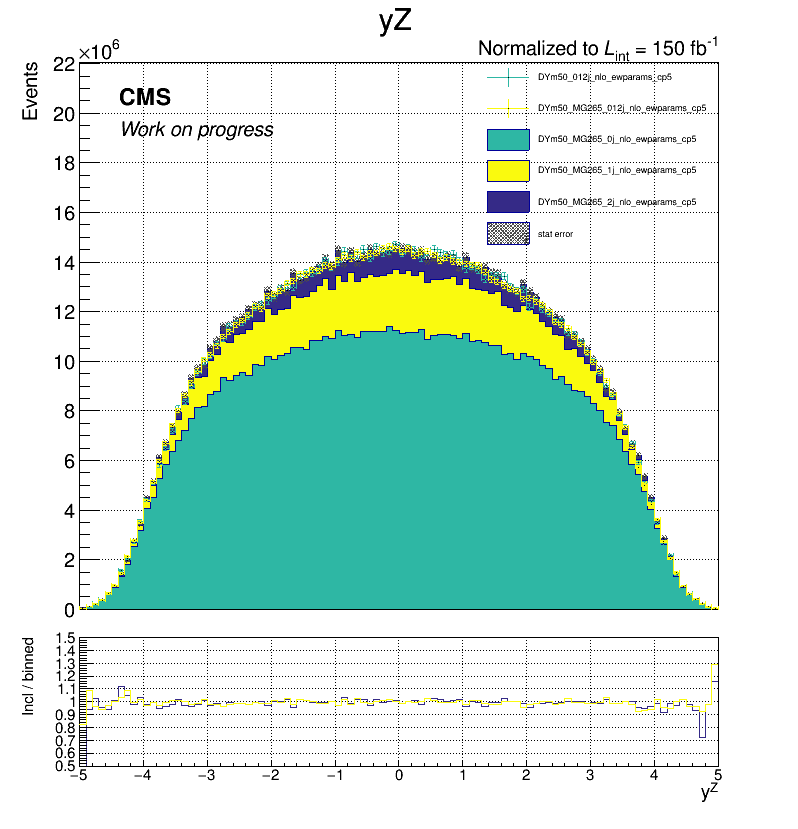 yZ
×10⁶
Normalized to L_int = 150 fb⁻¹
Events
22
20
18
16
14
12
10
8
6
4
2
0
CMS
Work on progress
DYm50_012j_nlo_ewparams_cp5
DYm50_MG265_012j_nlo_ewparams_cp5
DYm50_MG265_0j_nlo_ewparams_cp5
DYm50_MG265_1j_nlo_ewparams_cp5
DYm50_MG265_2j_nlo_ewparams_cp5
stat error
Incl / binned
1.5
1.4
1.3
1.2
1.1
1
0.9
0.8
0.7
0.6
0.5
−5 −4 −3 −2 −1 0 1 2 3 4 5
y^Z